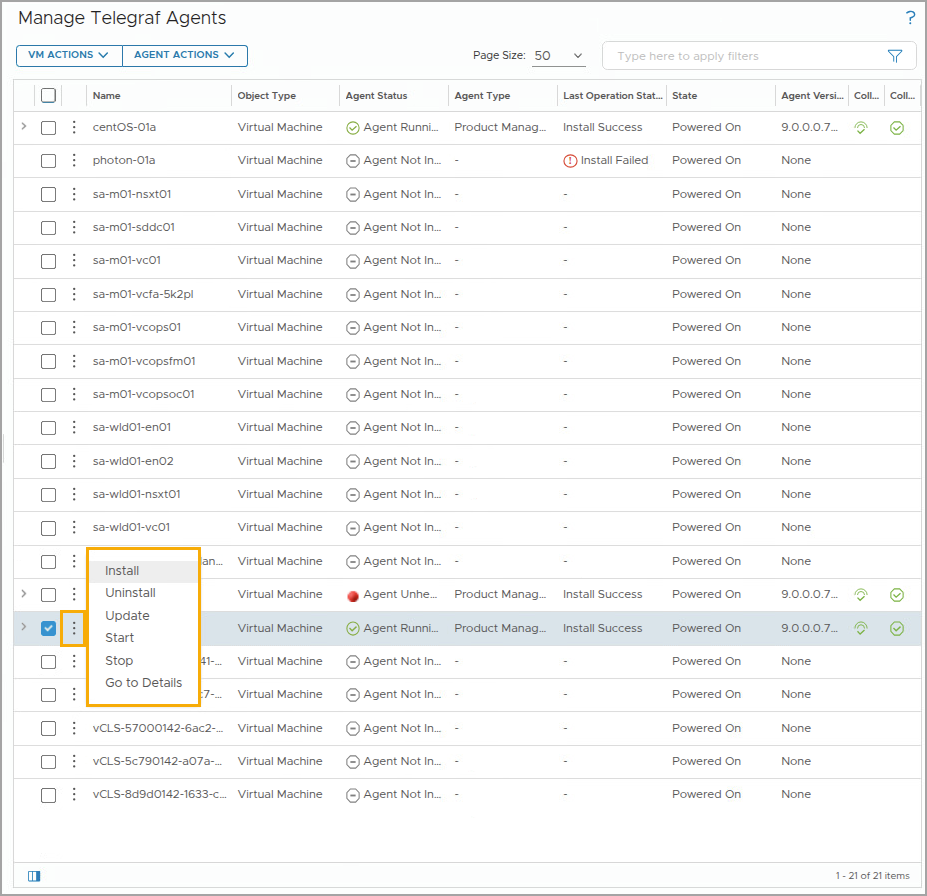 Manage Telegraf Agents ?
VM ACTIONS AGENT ACTIONS Page Size: 50 Type here to apply filters
Name Object Type Agent Status Agent Type Last Operation Stat... State Agent Versi... Coll... Coll...
centOS-01a Virtual Machine Agent Runni... Product Manag... Install Success Powered On 9.0.0.0.7...
photon-01a Virtual Machine Agent Not In... - Install Failed Powered On None
sa-m01-nsxt01 Virtual Machine Agent Not In... - - Powered On None
sa-m01-sddc01 Virtual Machine Agent Not In... - - Powered On None
sa-m01-vc01 Virtual Machine Agent Not In... - - Powered On None
sa-m01-vcfa-5k2pl Virtual Machine Agent Not In... - - Powered On None
sa-m01-vcops01 Virtual Machine Agent Not In... - - Powered On None
sa-m01-vcopsfm01 Virtual Machine Agent Not In... - - Powered On None
sa-m01-vcopsoc01 Virtual Machine Agent Not In... - - Powered On None
sa-wld01-en01 Virtual Machine Agent Not In... - - Powered On None
sa-wld01-en02 Virtual Machine Agent Not In... - - Powered On None
sa-wld01-nsxt01 Virtual Machine Agent Not In... - - Powered On None
sa-wld01-vc01 Virtual Machine Agent Not In... - - Powered On None
an... Virtual Machine Agent Not In... - - Powered On None
Install
Uninstall
Update
Start
Stop
Go to Details
Virtual Machine Agent Unhe... Product Manag... Install Success Powered On 9.0.0.0.7...
Virtual Machine Agent Runni... Product Manag... Install Success Powered On 9.0.0.0.7...
41-... Virtual Machine Agent Not In... - - Powered On None
7-... Virtual Machine Agent Not In... - - Powered On None
vCLS-57000142-6ac2-... Virtual Machine Agent Not In... - - Powered On None
vCLS-5c790142-a07a-... Virtual Machine Agent Not In... - - Powered On None
vCLS-8d9d0142-1633-c... Virtual Machine Agent Not In... - - Powered On None
1 - 21 of 21 items